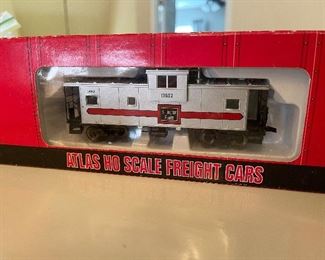 13602
ATLAS HO SCALE FREIGHT CARS